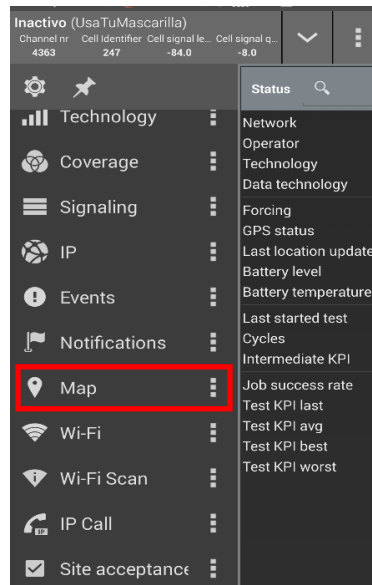 Inactivo (UsaTuMascarilla)
Channel nr Cell Identifier Cell signal le... Cell signal q...
4363 247 -84.0 -8.0
Status
Technology
Coverage
Signaling
IP
Events
Notifications
Map
Wi-Fi
Wi-Fi Scan
IP Call
Site acceptance
Network
Operator
Technology
Data technology
Forcing
GPS status
Last location update
Battery level
Battery temperature
Last started test
Cycles
Intermediate KPI
Job success rate
Test KPI last
Test KPI avg
Test KPI best
Test KPI worst